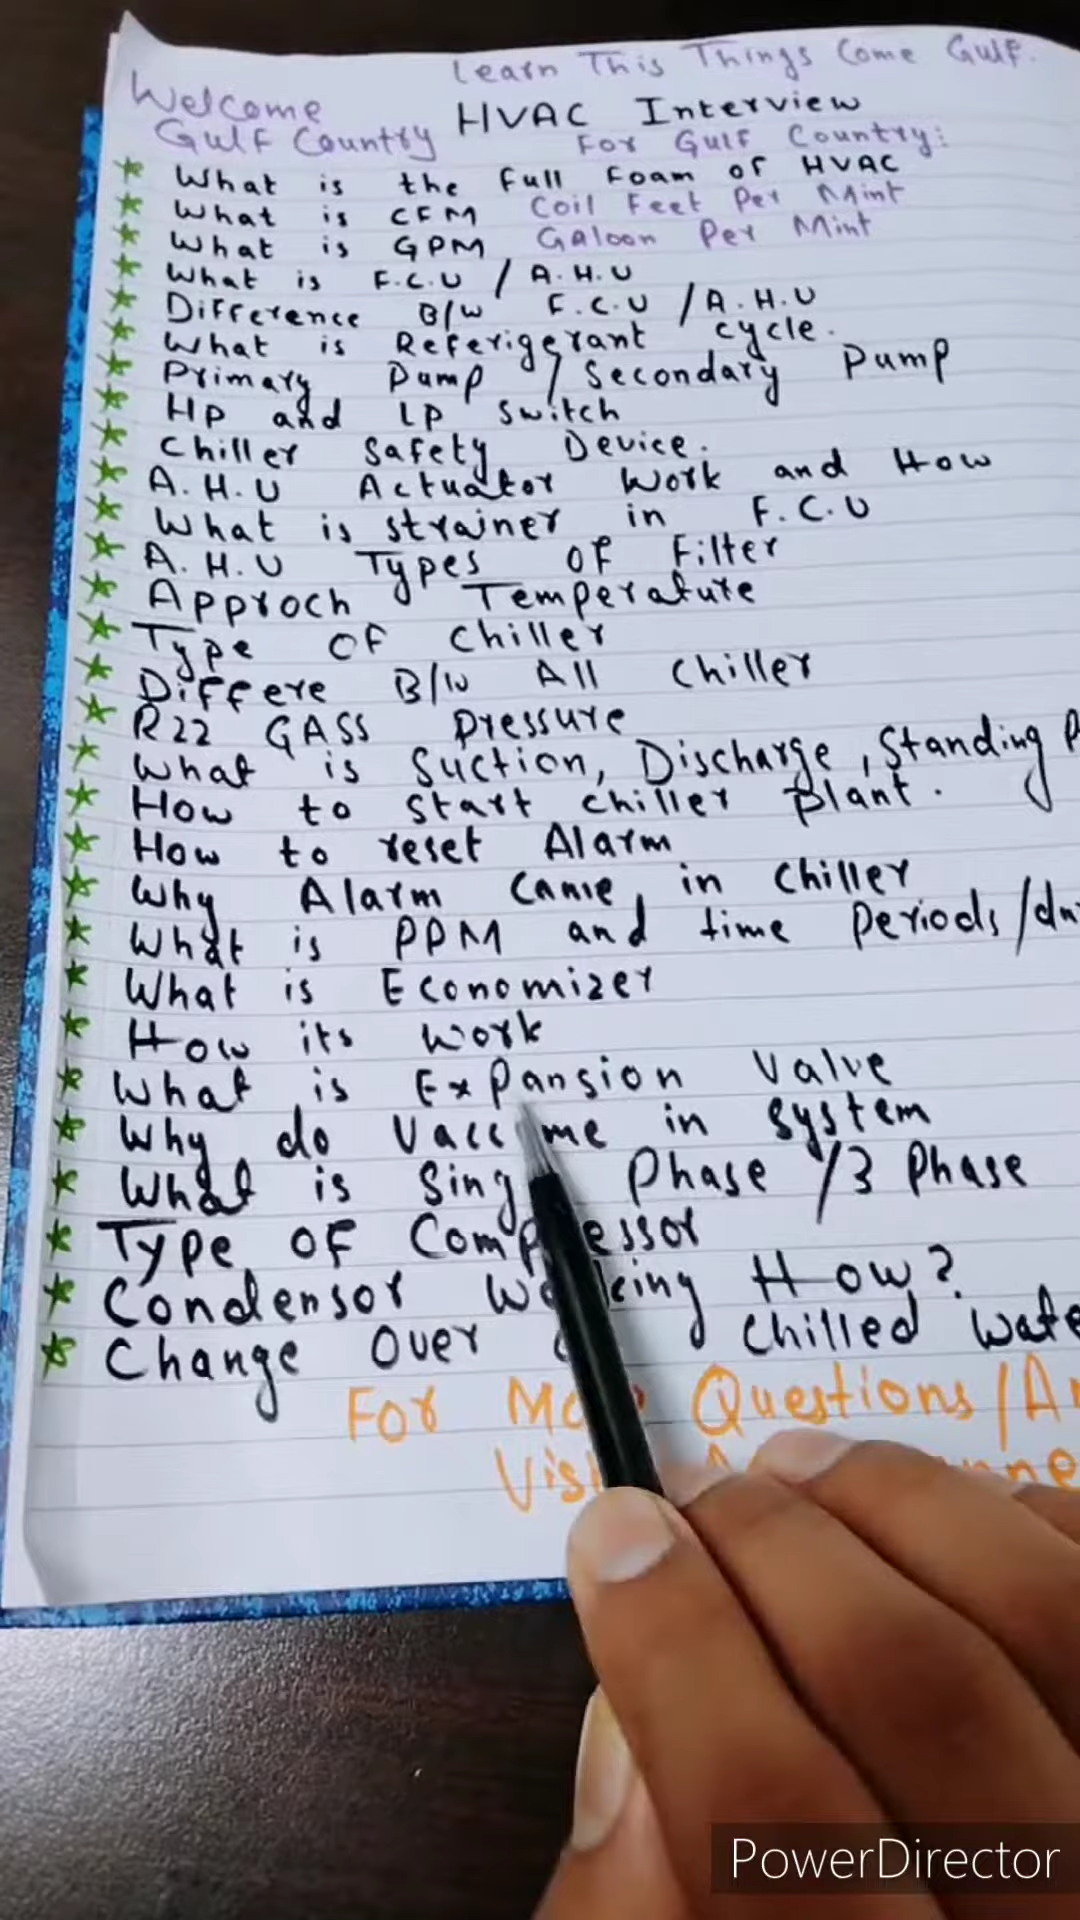 Learn This Things Come Gulf.
Welcome
HVAC Interview
Gulf Country
For Gulf Country:
What is the Full Foam of HVAC
What is CFM Coil Feet Per Mint
What is GPM Galoon Per Mint
What is F.C.U / A.H.U
Difference B/w F.C.U / A.H.U
What is Referigerant cycle.
Primary Pump / Secondary Pump
HP and LP Switch
Chiller Safety Device.
A.H.U Actuator Work and How
What is strainer in F.C.U
A.H.U Types Of Filter
Approch Temperature
Type Of Chiller
Differe B/w All Chiller
R22 GASS Pressure
What is Suction, Discharge, Standing P
How to start chiller plant.
How to reset Alarm
Why Alarm Came in chiller
What is PPM and time Periods/
What is Economizer
How its work
What is Expansion Valve
Why do me in System
What is Phase / 3 Phase
Type OF
Condensor How?
Change Over Chilled
For Questions/
PowerDirector